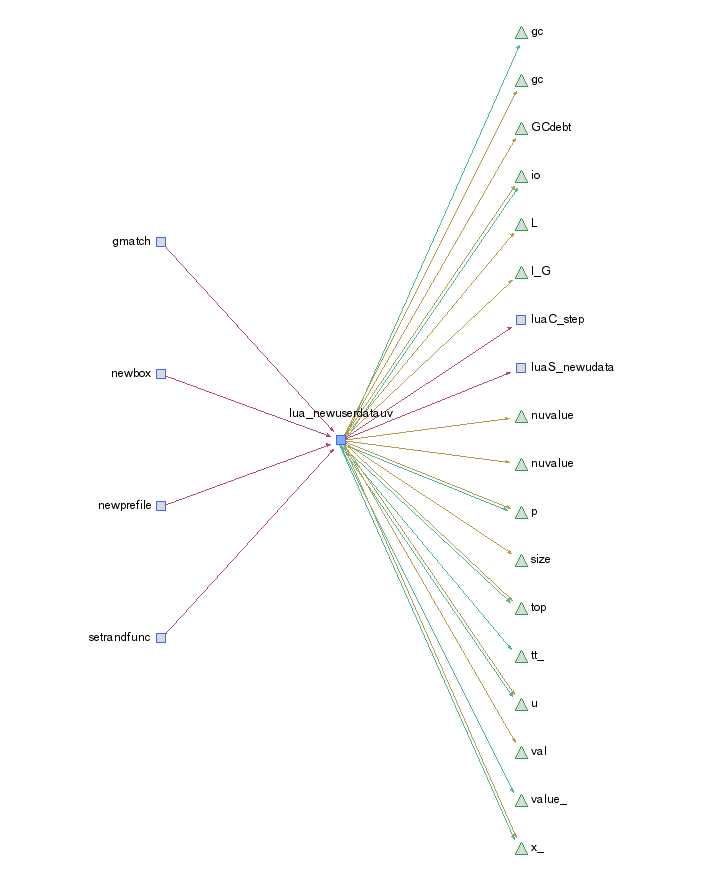 gmatch
newbox
newprefile
setrandfunc
lua_newuserdatauv
gc
gc
GCdebt
io
L
l_G
luaC_step
luaS_newudata
nuvalue
nuvalue
p
size
top
tt_
u
val
value_
x_